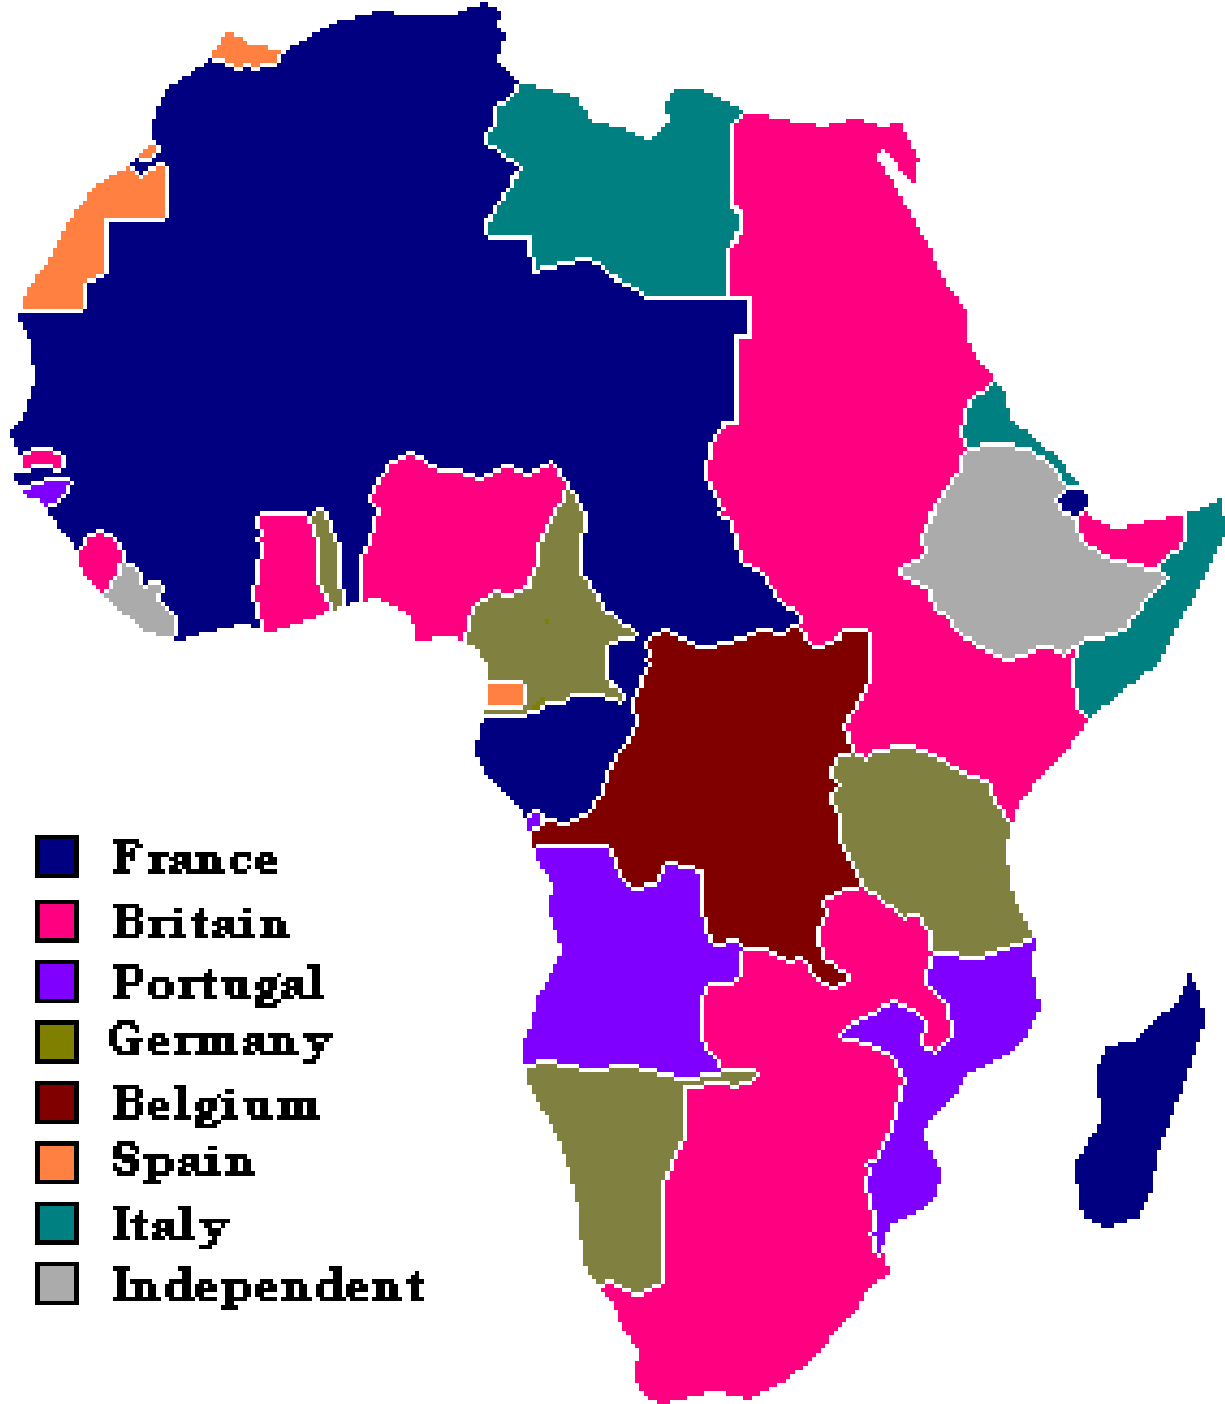 France
Britain
Portugal
Germany
Belgium
Spain
Italy
Independent